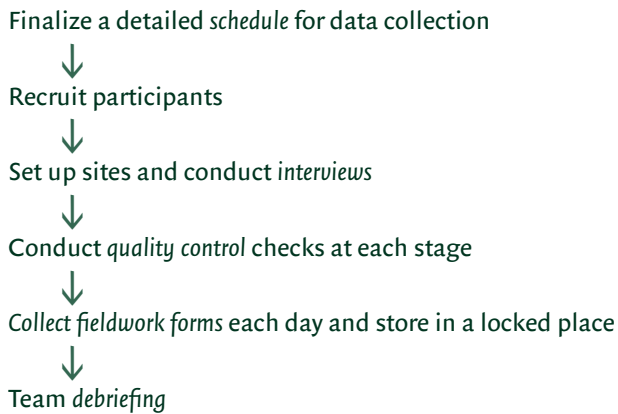 Finalize a detailed schedule for data collection
Recruit participants
Set up sites and conduct interviews
Conduct quality control checks at each stage
Collect fieldwork forms each day and store in a locked place
Team debriefing